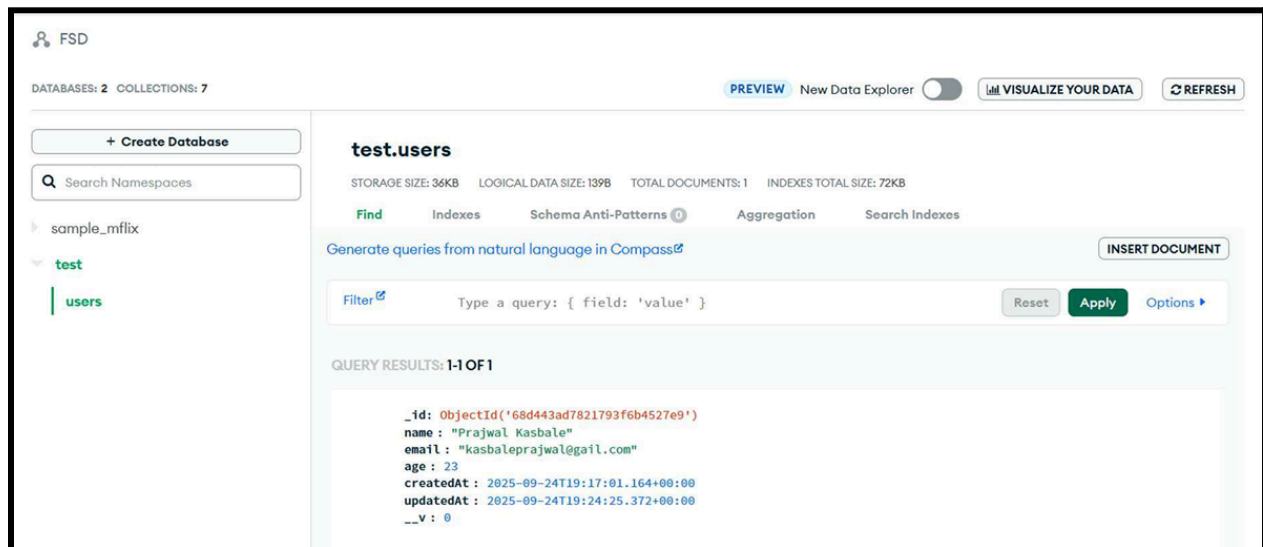 FSD
DATABASES: 2 COLLECTIONS: 7
PREVIEW New Data Explorer VISUALIZE YOUR DATA REFRESH
+ Create Database
Search Namespaces
sample_mflix
test
users
test.users
STORAGE SIZE: 36KB LOGICAL DATA SIZE: 139B TOTAL DOCUMENTS: 1 INDEXES TOTAL SIZE: 72KB
Find Indexes Schema Anti-Patterns 0 Aggregation Search Indexes
Generate queries from natural language in Compass
INSERT DOCUMENT
Filter Type a query: { field: 'value' } Reset Apply Options
QUERY RESULTS: 1-1 OF 1
_id: ObjectId('68d443ad7821793f6b4527e9')
name : "Prajwal Kasbale"
email : "kasbaleprajwal@gail.com"
age : 23
createdAt : 2025-09-24T19:17:01.164+00:00
updatedAt : 2025-09-24T19:24:25.372+00:00
__v : 0